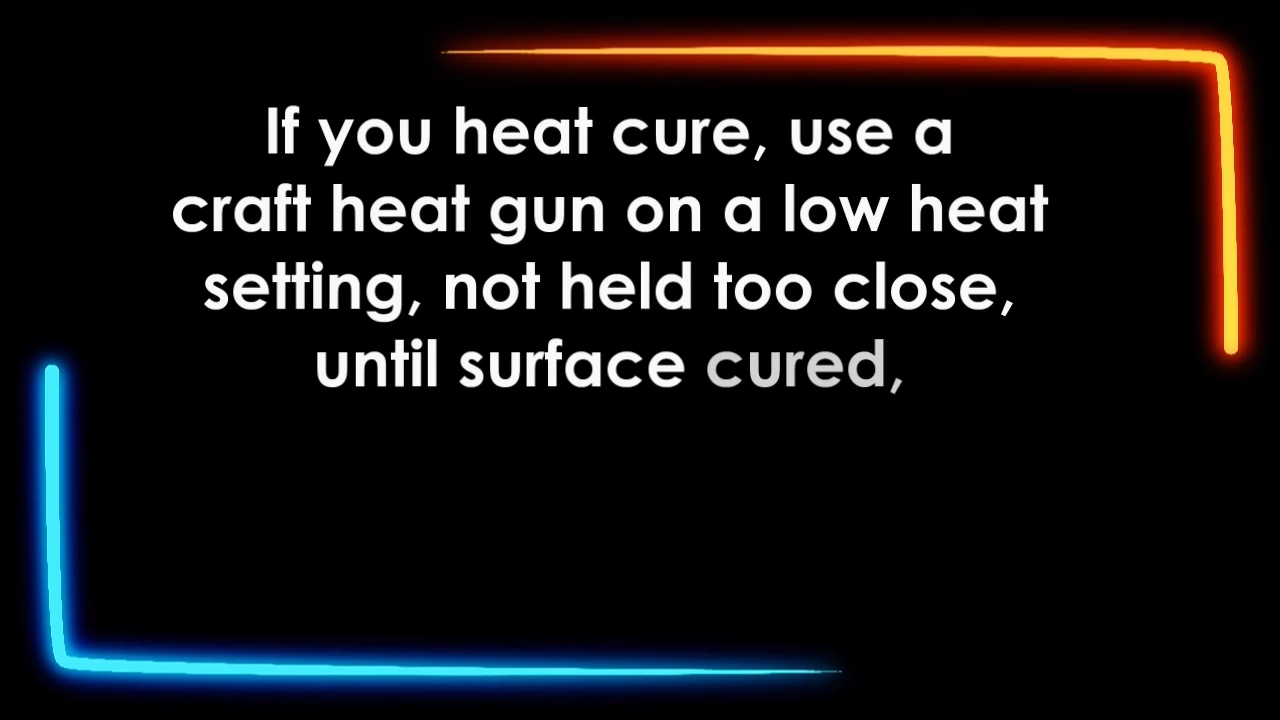 If you heat cure, use a
craft heat gun on a low heat
setting, not held too close,
until surface cured,